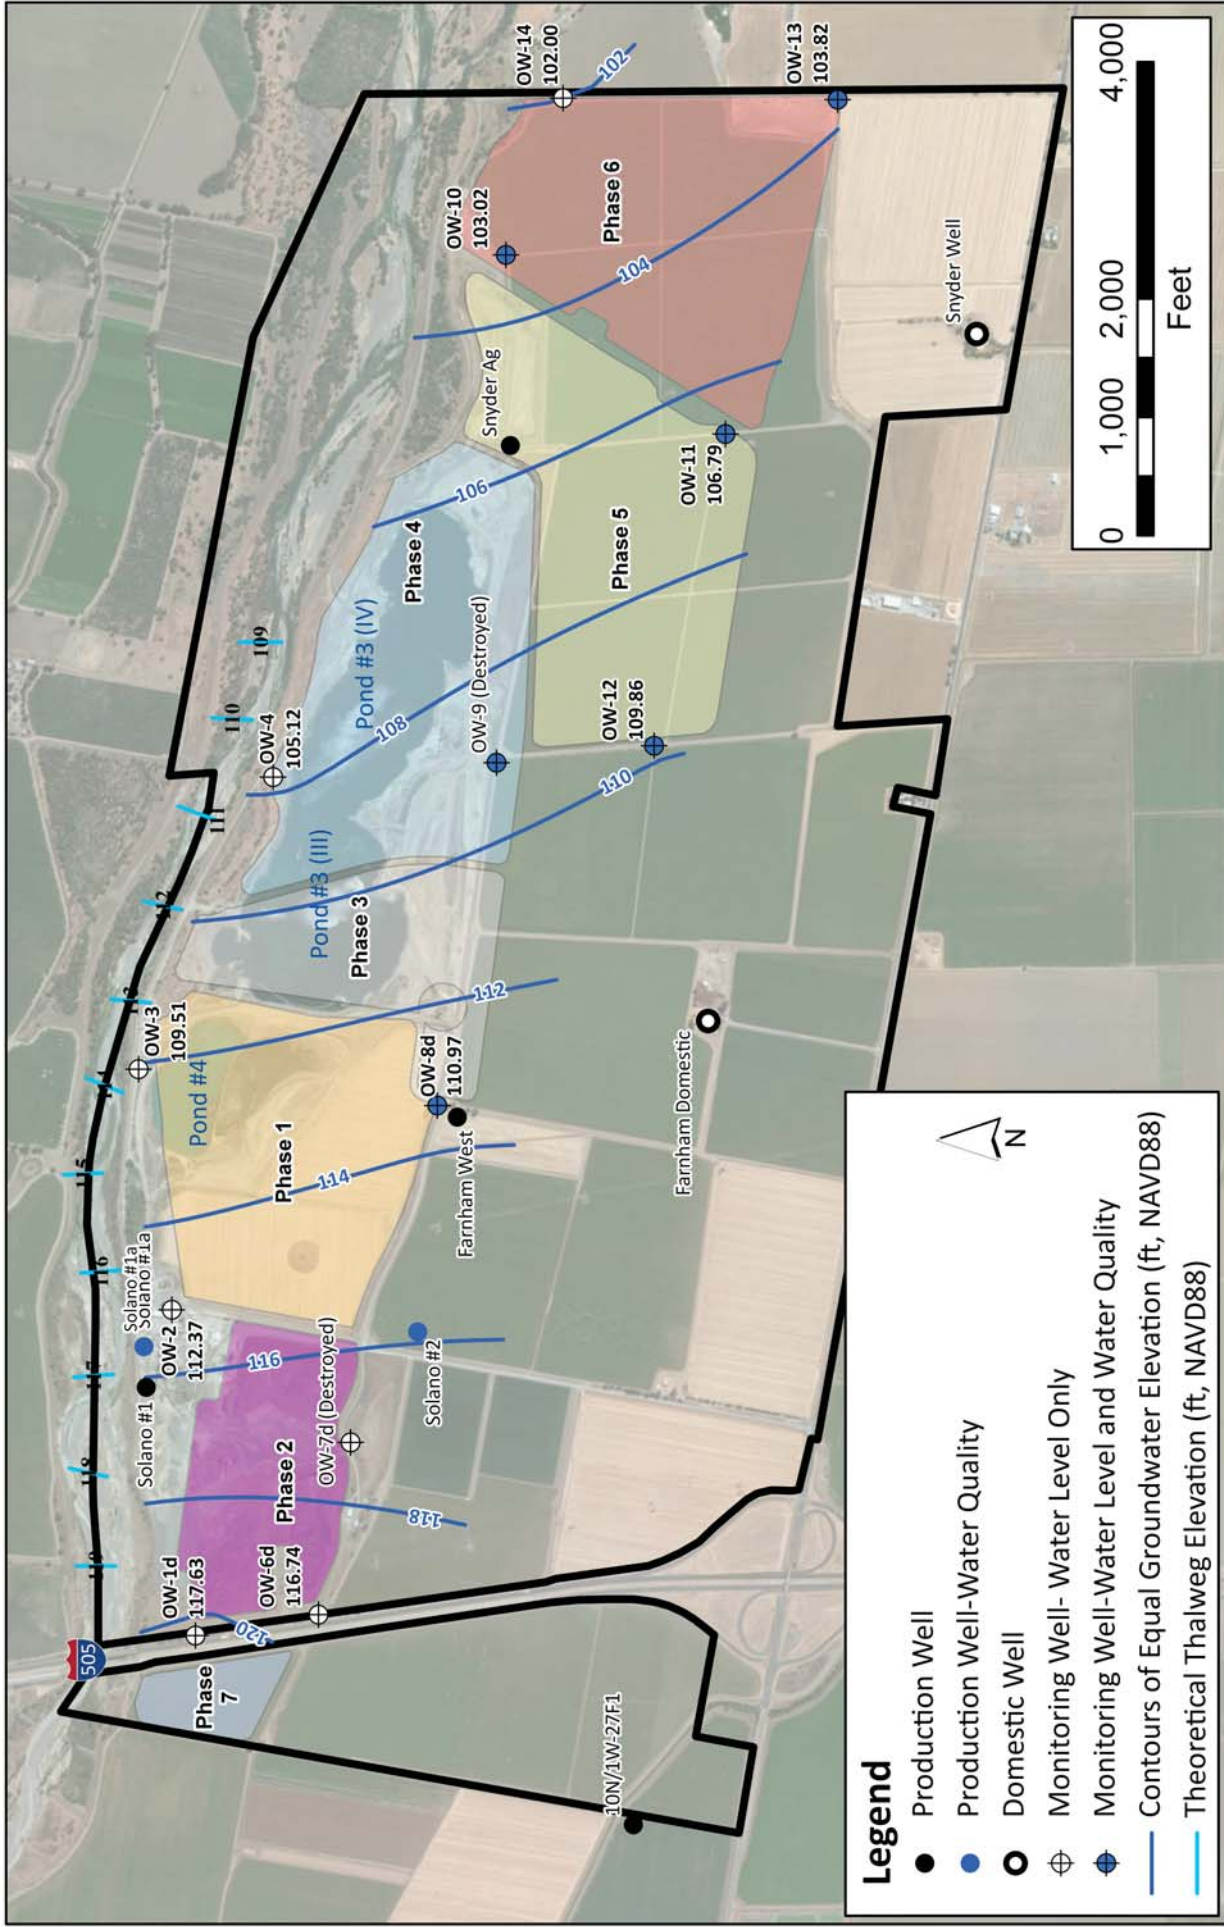 505
119
118
117
116
115
114
113
112
111
110
109
Phase
7
OW-1d
117.63
OW-6d
116.74
120
118
Phase 2
OW-7d (Destroyed)
Solano #1
Solano #1a
Solano #1a
OW-2
112.37
116
Solano #2
114
Phase 1
Pond #4
OW-3
109.51
OW-8d
110.97
Farnham West
112
Pond #3 (III)
Phase 3
110
OW-4
105.12
108
Pond #3 (IV)
Phase 4
OW-9 (Destroyed)
OW-12
109.86
Phase 5
106
Snyder Ag
OW-11
106.79
104
OW-10
103.02
Phase 6
OW-14
102.00
102
OW-13
103.82
Snyder Well
Farnham Domestic
10N/1W-27F1
Legend
Production Well
Production Well-Water Quality
Domestic Well
Monitoring Well- Water Level Only
Monitoring Well-Water Level and Water Quality
Contours of Equal Groundwater Elevation (ft, NAVD88)
Theoretical Thalweg Elevation (ft, NAVD88)
N
0 1,000 2,000 4,000
Feet